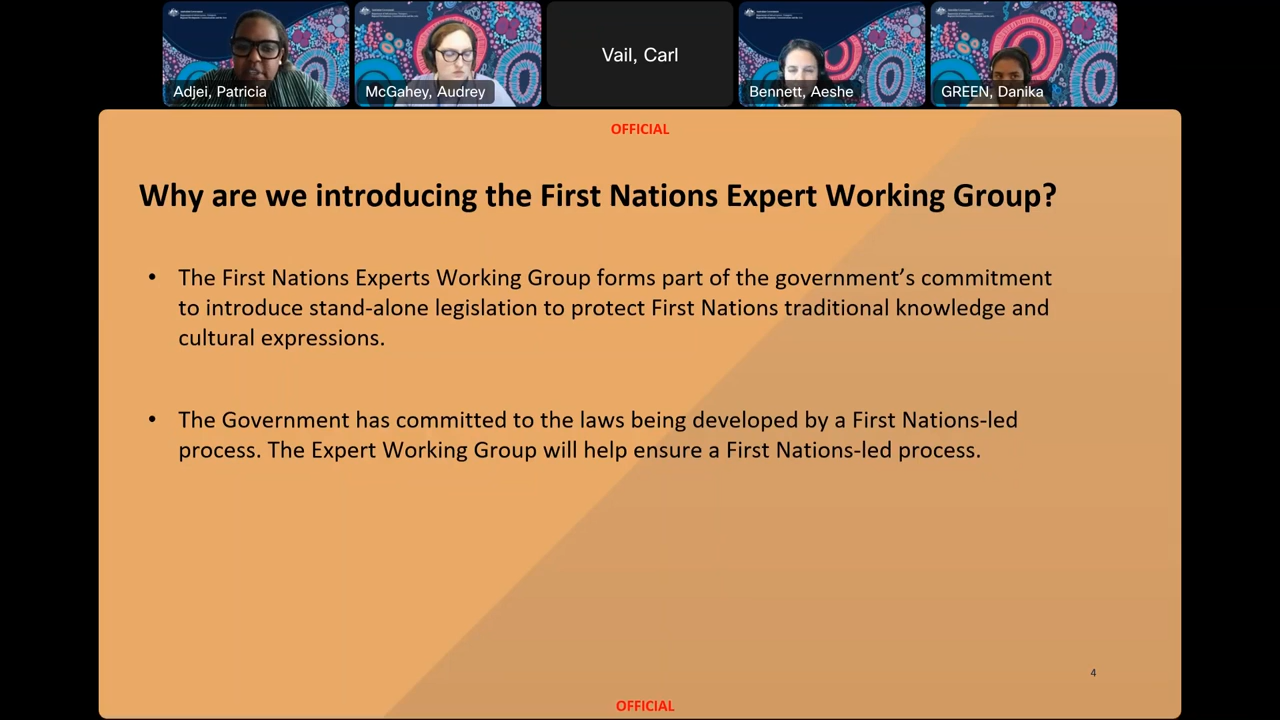 Adjei, Patricia
McGahey, Audrey
Vail, Carl
Bennett, Aeshe
GREEN, Danika
OFFICIAL
Why are we introducing the First Nations Expert Working Group?
• The First Nations Experts Working Group forms part of the government’s commitment
to introduce stand-alone legislation to protect First Nations traditional knowledge and
cultural expressions.
• The Government has committed to the laws being developed by a First Nations-led
process. The Expert Working Group will help ensure a First Nations-led process.
4
OFFICIAL